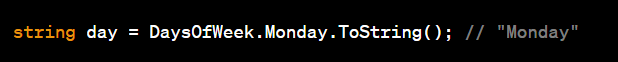 string day = DaysOfWeek.Monday.ToString(); // "Monday"